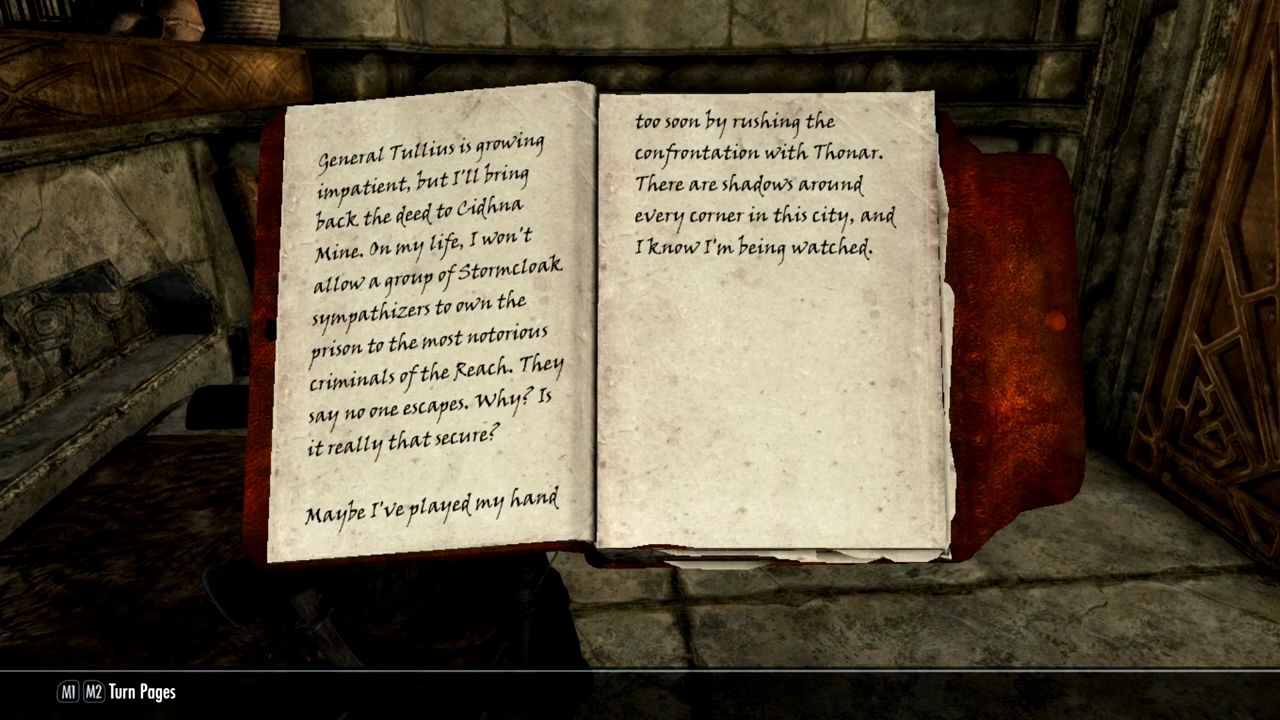 General Tullius is growing
impatient, but I'll bring
back the deed to Cidhna
Mine. On my life, I won't
allow a group of Stormcloak
sympathizers to own the
prison to the most notorious
criminals of the Reach. They
say no one escapes. Why? Is
it really that secure?
Maybe I've played my hand
too soon by rushing the
confrontation with Thonar.
There are shadows around
every corner in this city, and
I know I'm being watched.
M1 M2 Turn Pages